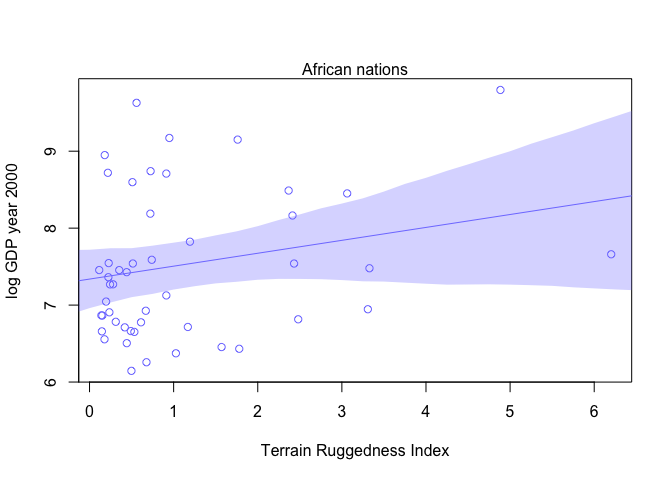 African nations
log GDP year 2000
9
8
7
6
0 1 2 3 4 5 6
Terrain Ruggedness Index